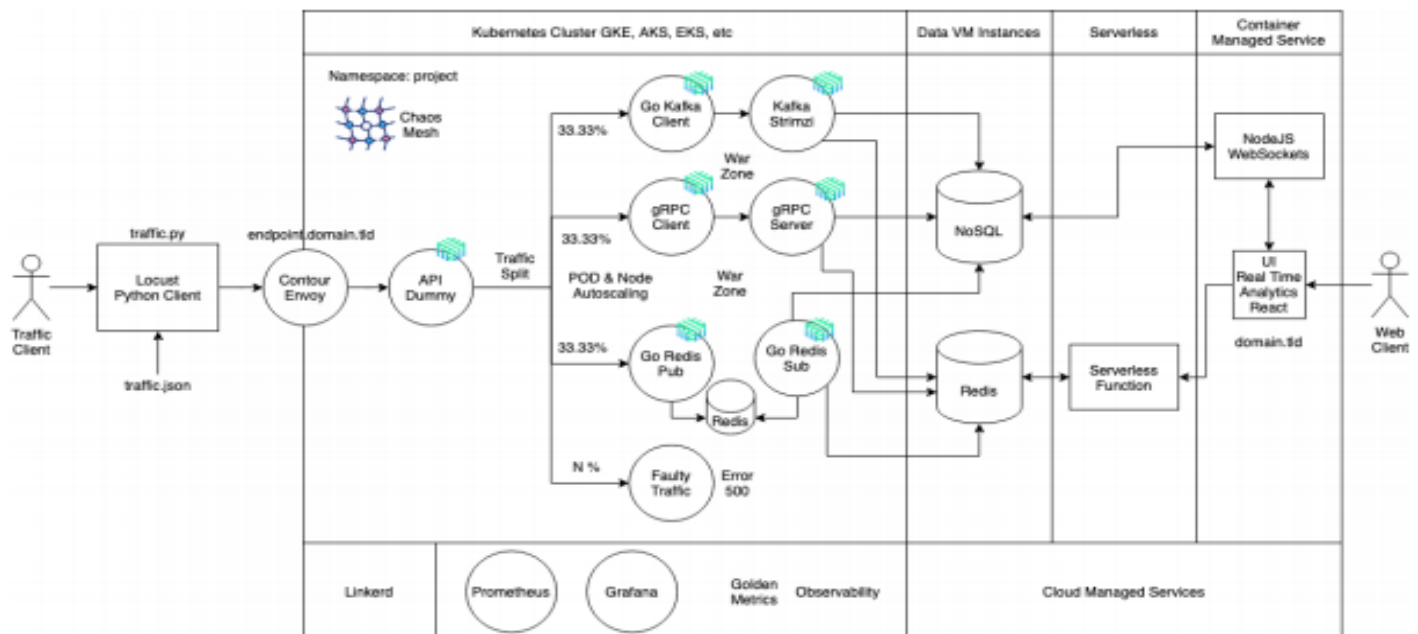 Kubernetes Cluster GKE, AKS, EKS, etc
Data VM Instances
Serverless
Container
Managed Service
Namespace: project
Chaos
Mesh
Go Kafka
Client
Kafka
Strimzi
33.33%
War
Zone
NodeJS
WebSockets
traffic.py
endpoint.domain.tld
Locust
Python Client
Contour
Envoy
API
Dummy
Traffic
Split
gRPC
Client
gRPC
Server
33.33%
NoSQL
POD & Node
Autoscaling
War
Zone
UI
Real Time
Analytics
React
Traffic
Client
Web
Client
domain.tld
traffic.json
33.33%
Go Redis
Pub
Go Redis
Sub
Redis
Redis
Serverless
Function
N %
Faulty
Traffic
Error
500
Linkerd
Prometheus
Grafana
Golden
Metrics
Observability
Cloud Managed Services